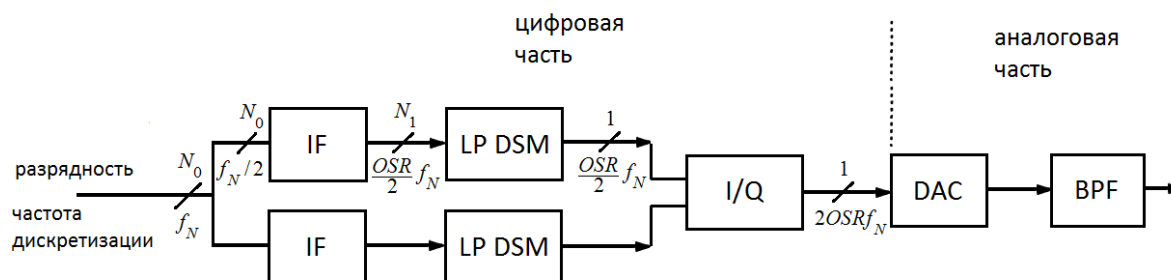 цифровая
часть
аналоговая
часть
разрядность
частота
дискретизации
N₀
f_N
N₀
f_N/2
IF
N₁
OSR/2 f_N
LP DSM
1
OSR/2 f_N
IF
LP DSM
I/Q
1
2OSRf_N
DAC
BPF